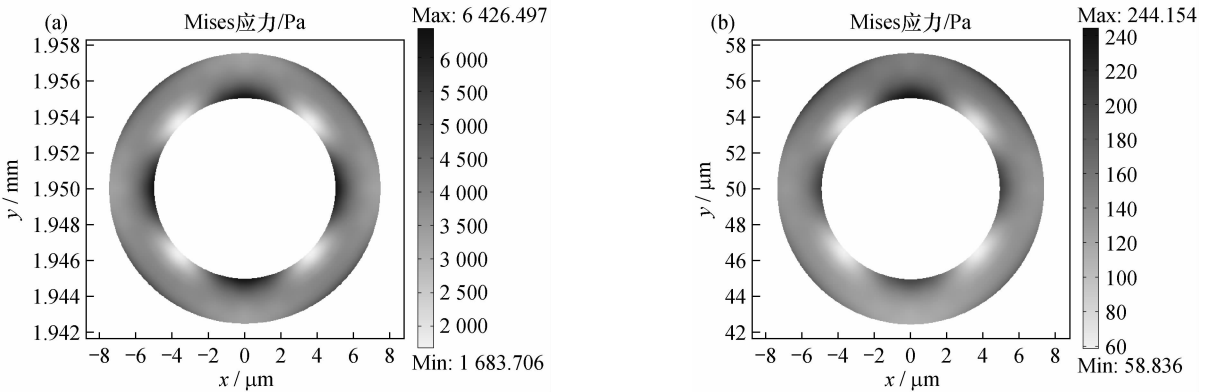 (a)
Mises应力/Pa
Max: 6 426.497
1.958
1.956
1.954
1.952
1.950
1.948
1.946
1.944
1.942
y / mm
−8 −6 −4 −2 0 2 4 6 8
x / μm
6 000
5 500
5 000
4 500
4 000
3 500
3 000
2 500
2 000
Min: 1 683.706
(b)
Mises应力/Pa
Max: 244.154
58
56
54
52
50
48
46
44
42
y / μm
−8 −6 −4 −2 0 2 4 6 8
x / μm
240
220
200
180
160
140
120
100
80
60
Min: 58.836